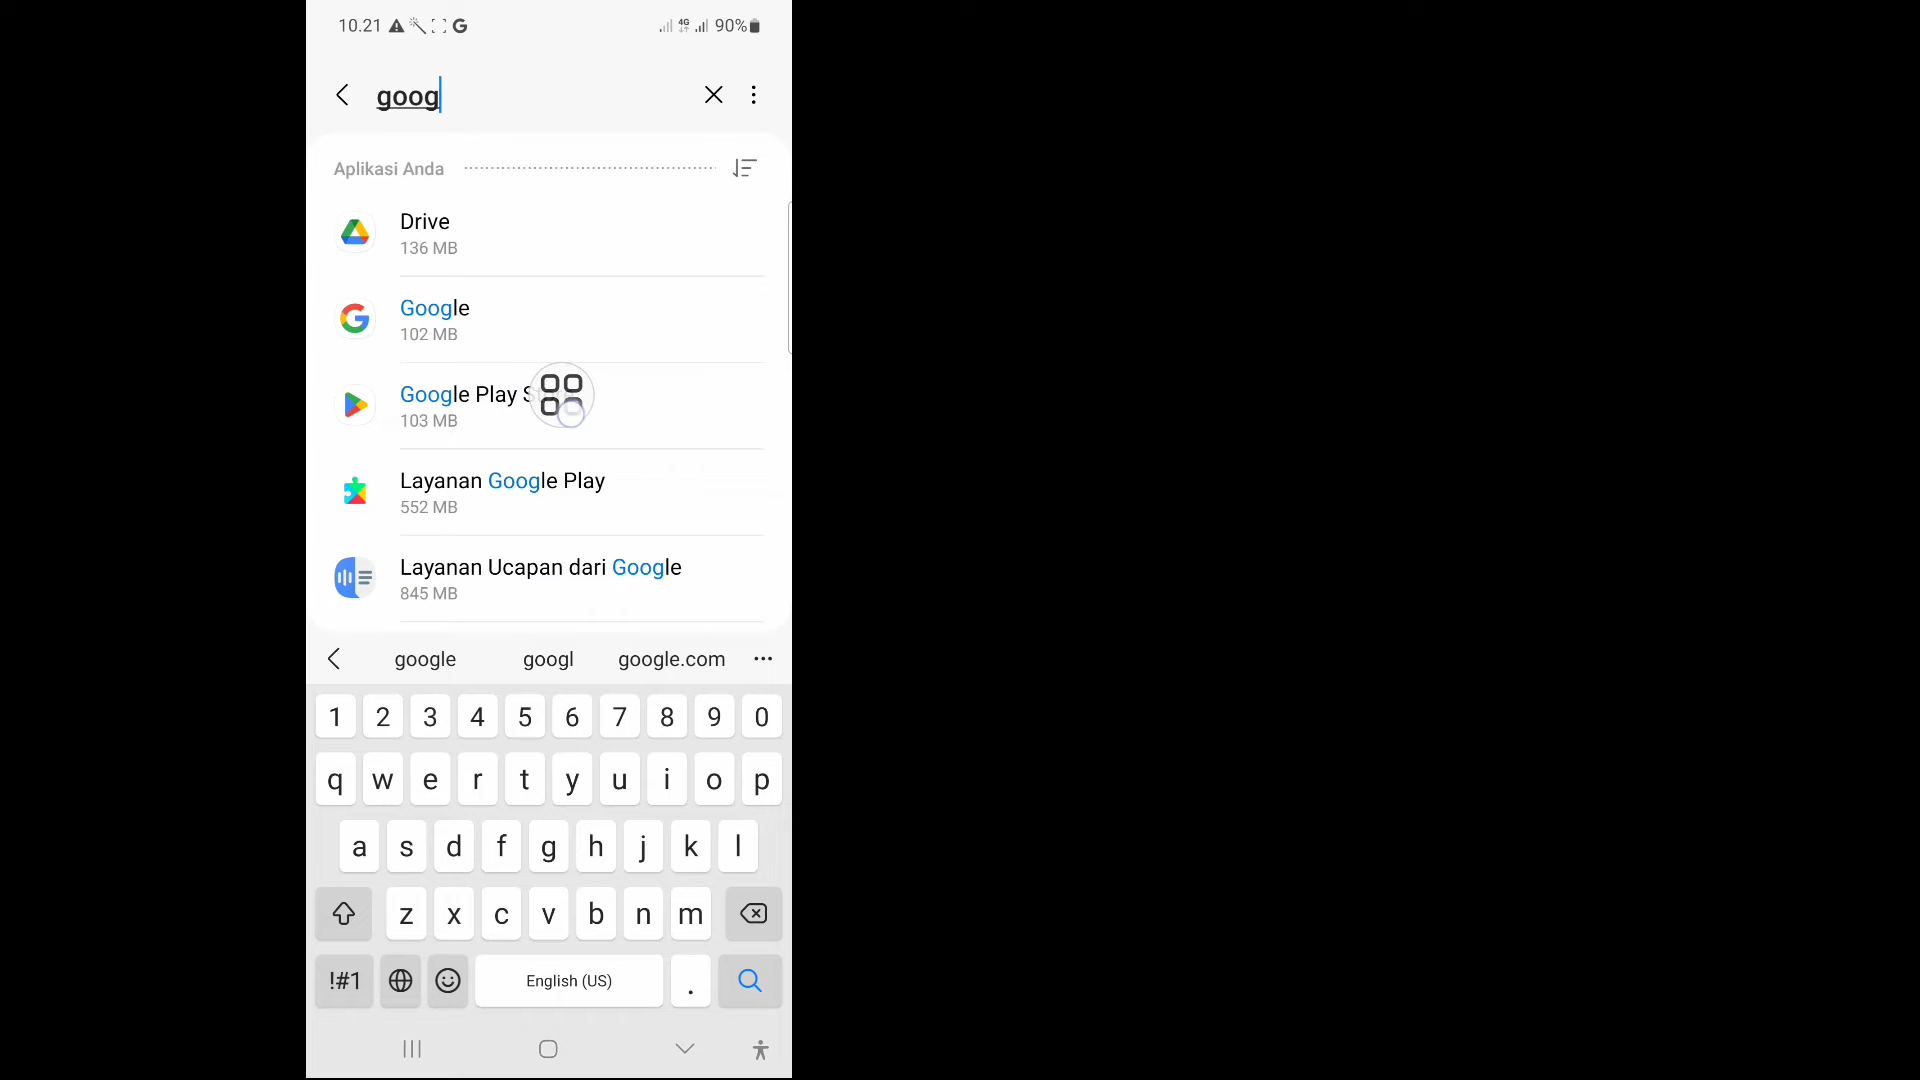 10.21 G 4G 90%
goog
Aplikasi Anda
Drive
136 MB
Google
102 MB
Google Play
103 MB
Layanan Google Play
552 MB
Layanan Ucapan dari Google
845 MB
google googl google.com
1 2 3 4 5 6 7 8 9 0
q w e r t y u i o p
a s d f g h j k l
z x c v b n m
!#1 English (US) .